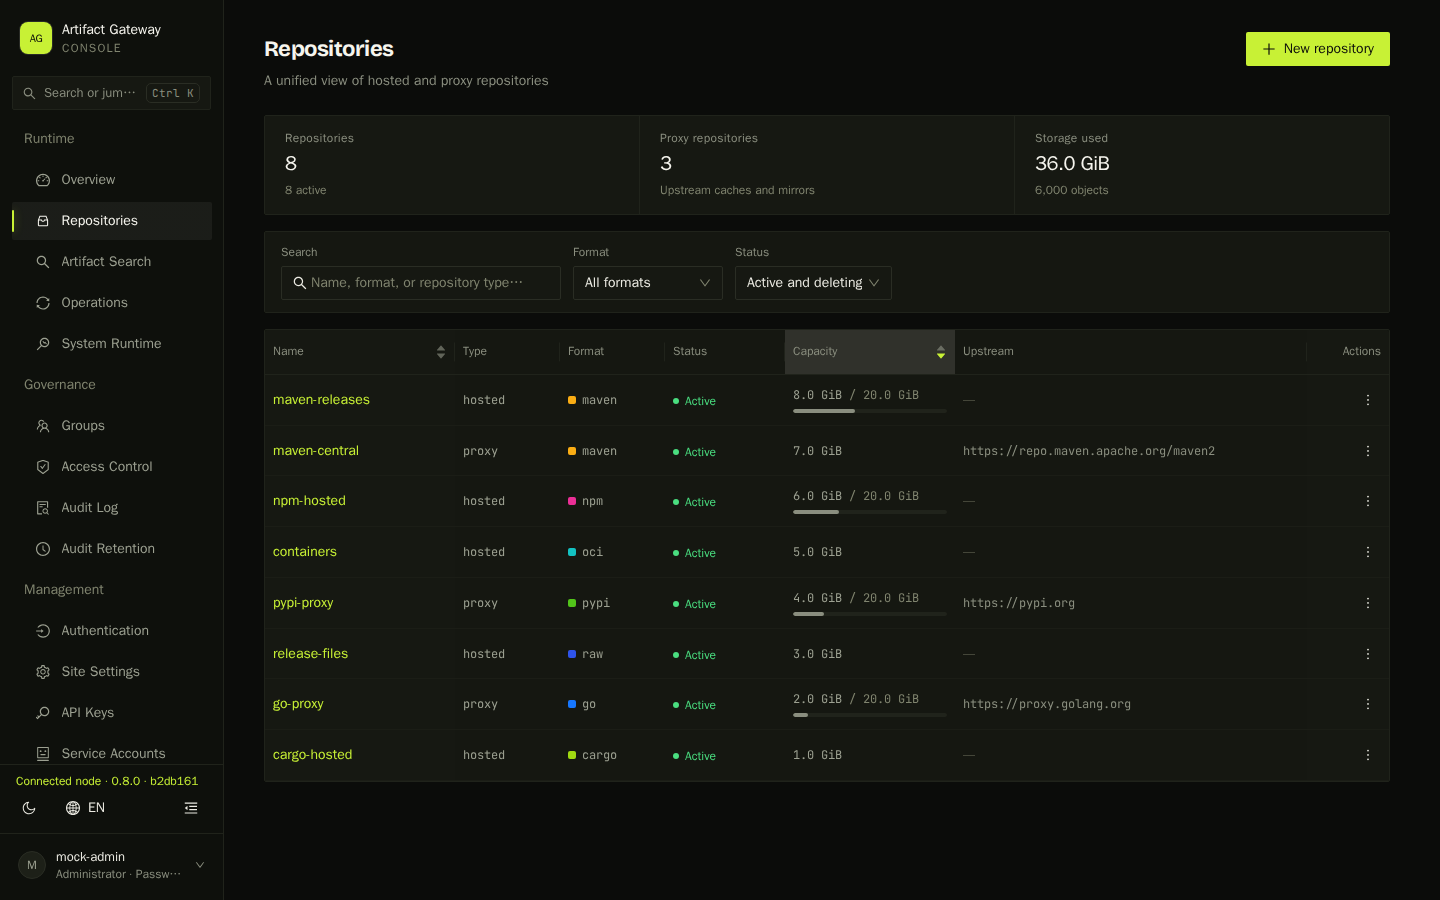 AG
Artifact Gateway
CONSOLE
Search or jum··· Ctrl K
Runtime
Overview
Repositories
Artifact Search
Operations
System Runtime
Governance
Groups
Access Control
Audit Log
Audit Retention
Management
Authentication
Site Settings
API Keys
Service Accounts
Connected node · 0.8.0 · b2db161
EN
M
mock-admin
Administrator · Passw···
Repositories
A unified view of hosted and proxy repositories
New repository
Repositories
8
8 active
Proxy repositories
3
Upstream caches and mirrors
Storage used
36.0 GiB
6,000 objects
Search
Name, format, or repository type···
Format
All formats
Status
Active and deleting
Name Type Format Status Capacity Upstream Actions
maven-releases hosted maven Active 8.0 GiB / 20.0 GiB —
maven-central proxy maven Active 7.0 GiB https://repo.maven.apache.org/maven2
npm-hosted hosted npm Active 6.0 GiB / 20.0 GiB —
containers hosted oci Active 5.0 GiB —
pypi-proxy proxy pypi Active 4.0 GiB / 20.0 GiB https://pypi.org
release-files hosted raw Active 3.0 GiB —
go-proxy proxy go Active 2.0 GiB / 20.0 GiB https://proxy.golang.org
cargo-hosted hosted cargo Active 1.0 GiB —